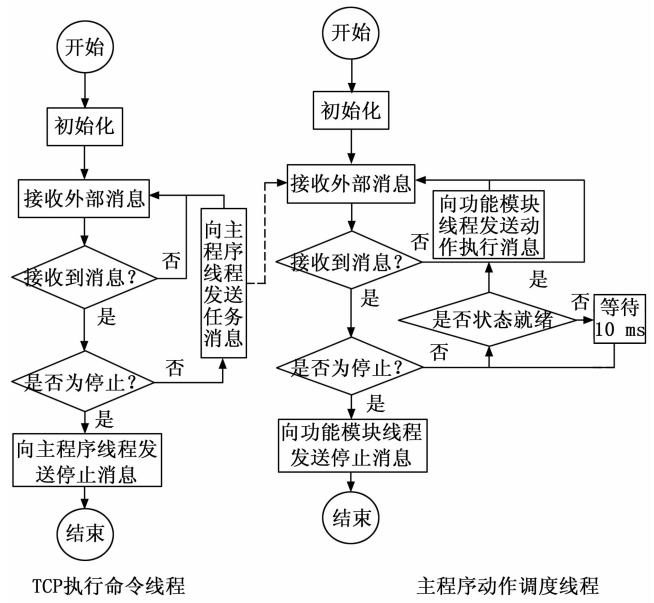 开始
初始化
接收外部消息
接收到消息?
否
是
是否为停止?
否
是
向主程序线程发
送停止消息
结束
向主
程序
线程
发送
任务
消息
TCP执行命令线程
开始
初始化
接收外部消息
接收到消息?
否
是
是否为停止?
否
是
向功能模块线程
发送停止消息
结束
向功能模块
线程发送动
作执行消息
是
是否状态就绪
否
等待
10 ms
主程序动作调度线程